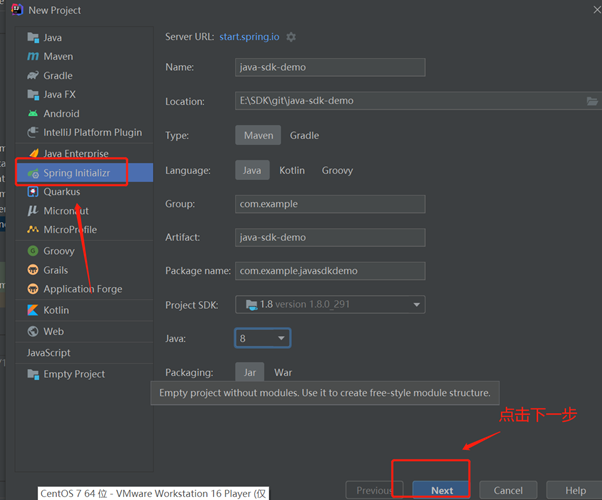 New Project
Java
Maven
Gradle
Java FX
Android
IntelliJ Platform Plugin
Java Enterprise
Spring Initializr
Quarkus
Micronaut
MicroProfile
Groovy
Grails
Application Forge
Kotlin
Web
JavaScript
Empty Project
Server URL: start.spring.io
Name: java-sdk-demo
Location: E:\SDK\git\java-sdk-demo
Type: Maven Gradle
Language: Java Kotlin Groovy
Group: com.example
Artifact: java-sdk-demo
Package name: com.example.javasdkdemo
Project SDK: 1.8 version 1.8.0_291
Java: 8
Packaging: Jar War
Empty project without modules. Use it to create free-style module structure.
点击下一步
Previous Next Cancel Help
CentOS 7 64 位 - VMware Workstation 16 Player (仅